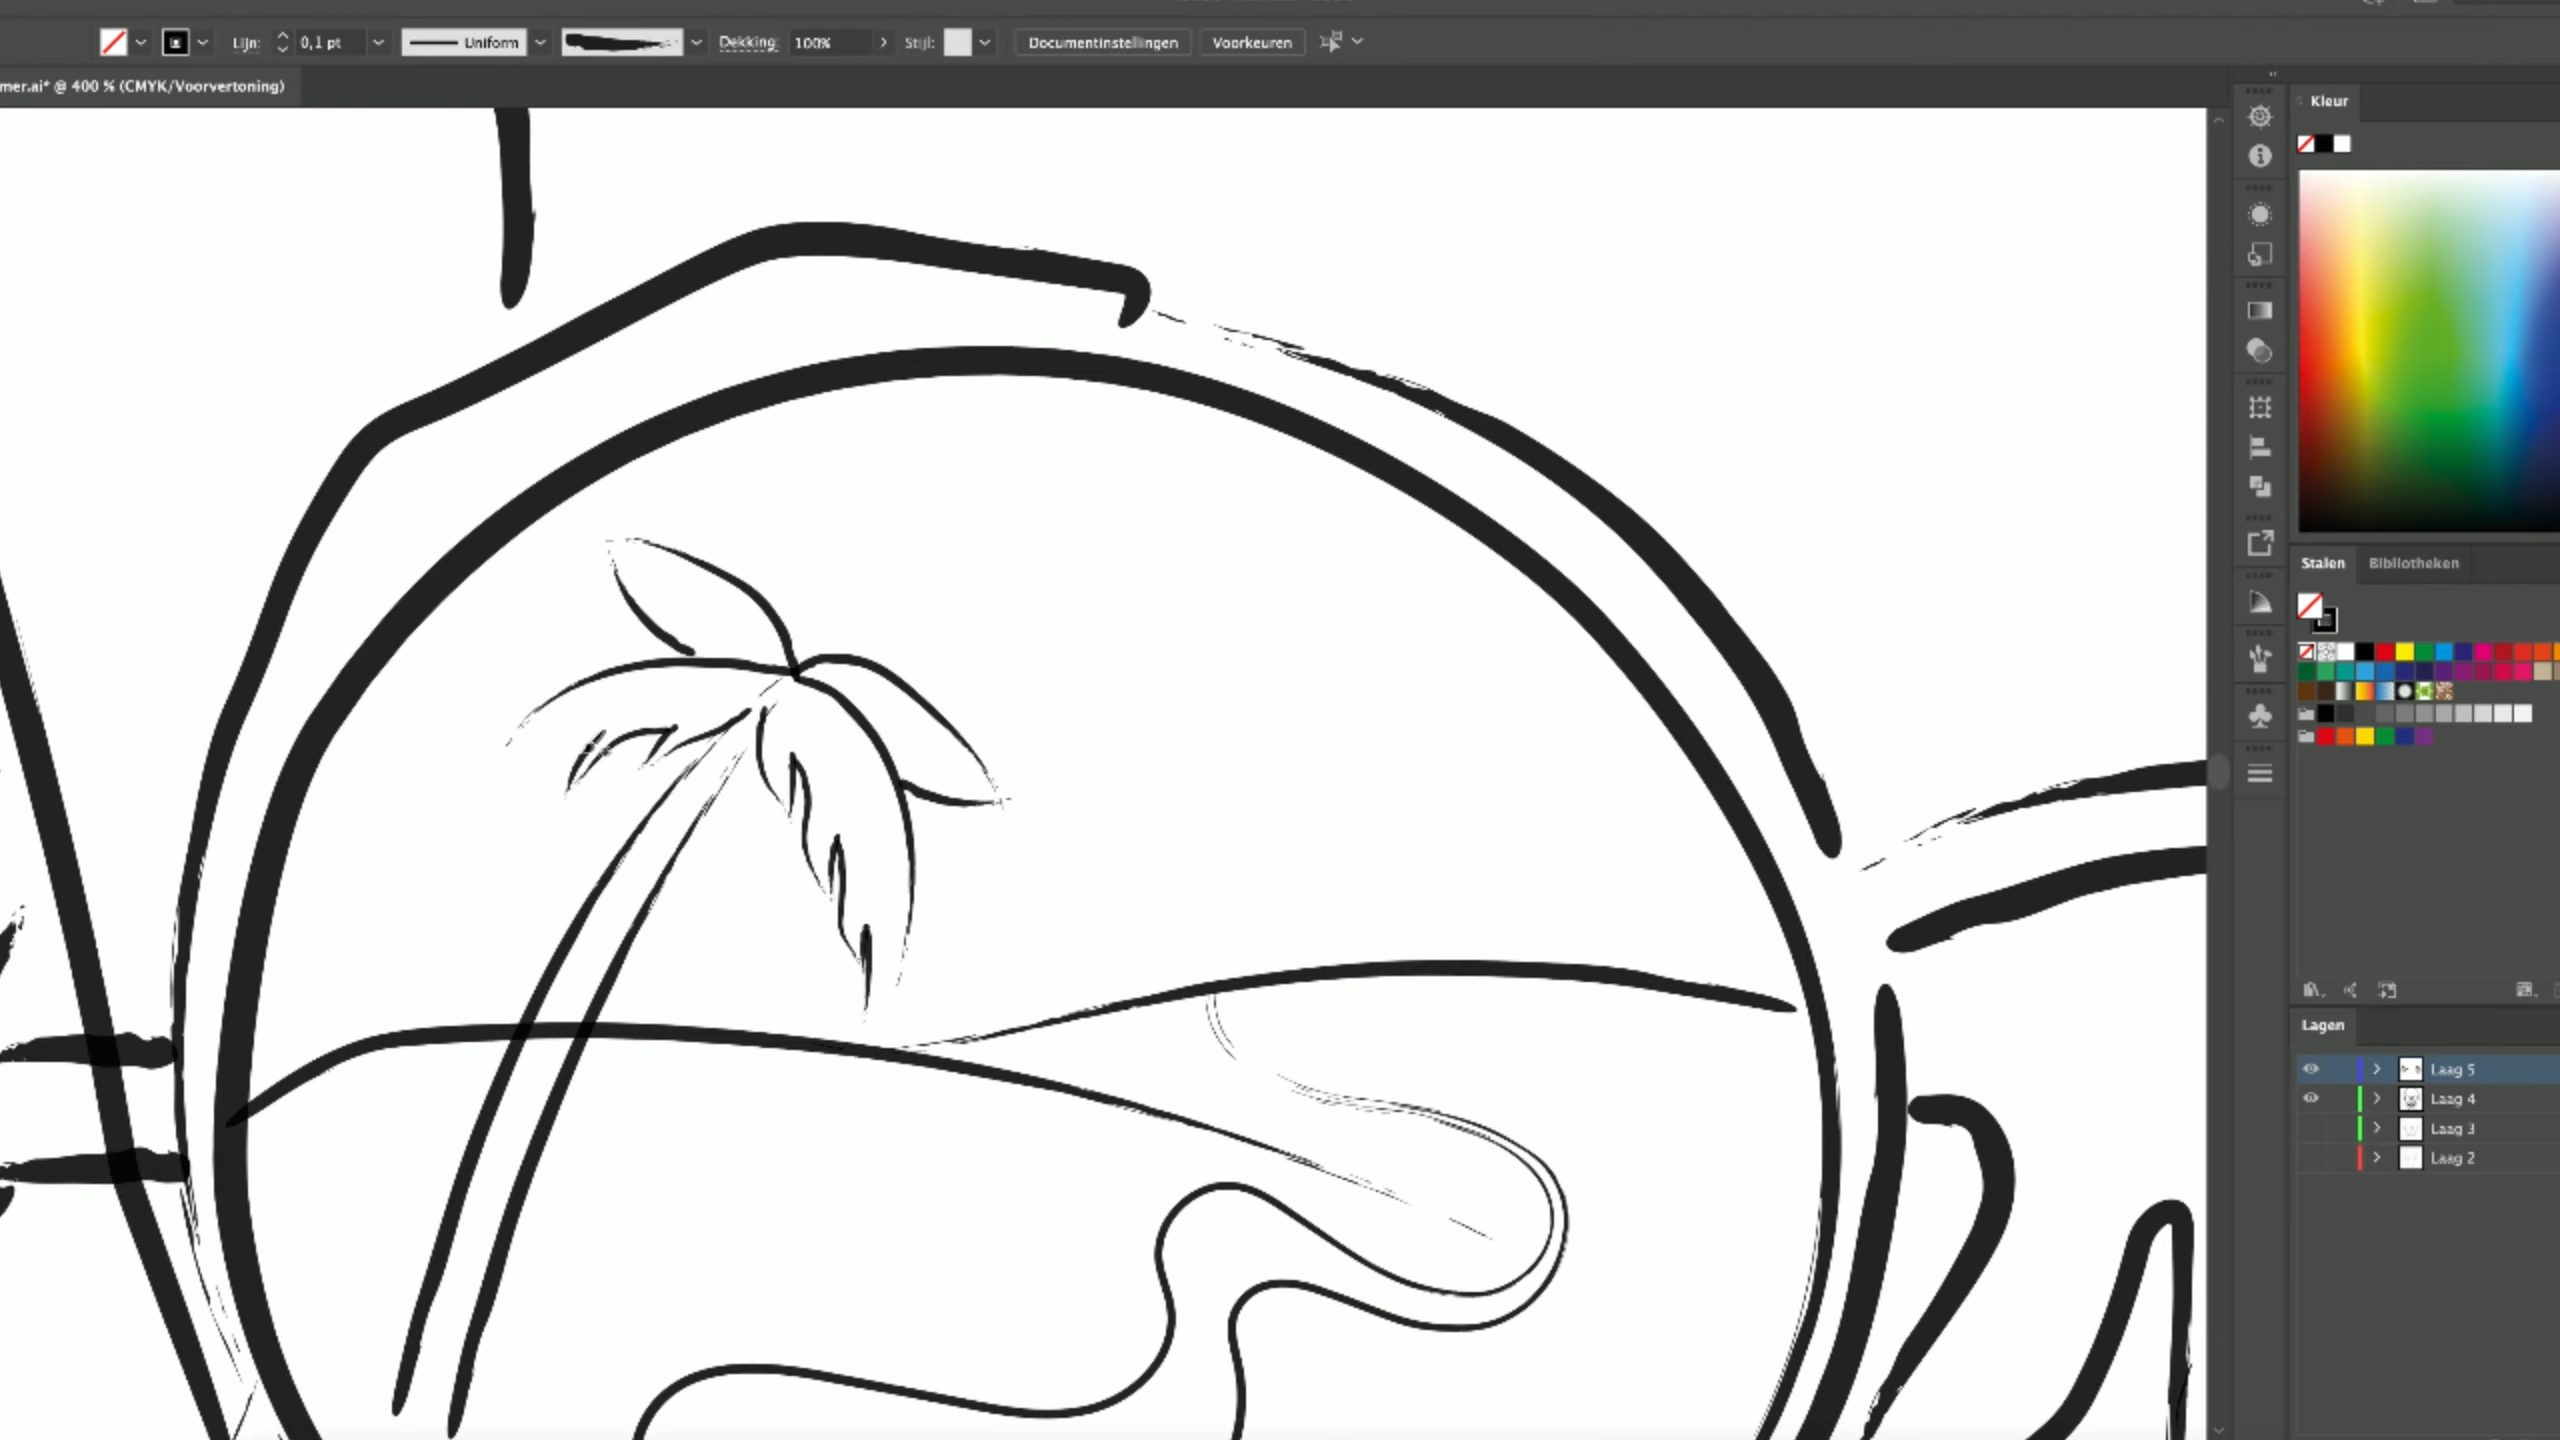 Lijn: 0,1 pt Uniform Dekking: 100% Stijl: Documentinstellingen Voorkeuren
mer.ai* @ 400 % (CMYK/Voorvertoning)
Kleur
Stalen Bibliotheken
Lagen
Laag 5
Laag 4
Laag 3
Laag 2